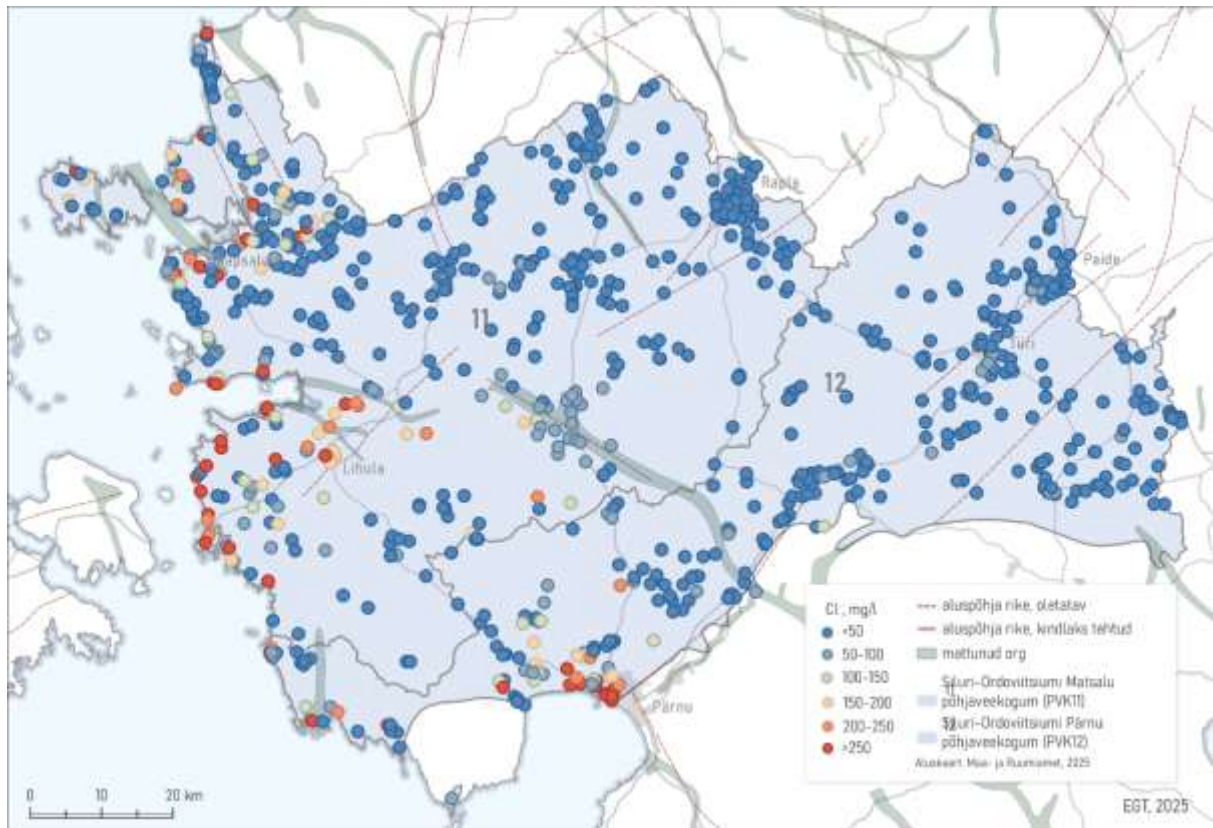 Rapla
Haapsalu
Paide
11
Türi
12
Lihula
Pärnu
Cl , mg/l
<50
50-100
100-150
150-200
200-250
>250
aluspõhja rike, oletatav
aluspõhja rike, kindlaks tehtud
mattunud org
11
Siluri-Ordoviitsiumi Matsalu
põhjaveekogum (PVK11)
12
Siluri-Ordoviitsiumi Pärnu
põhjaveekogum (PVK12)
Aluskaart: Maa- ja Ruumiamet, 2025
0 10 20 km
EGT, 2025